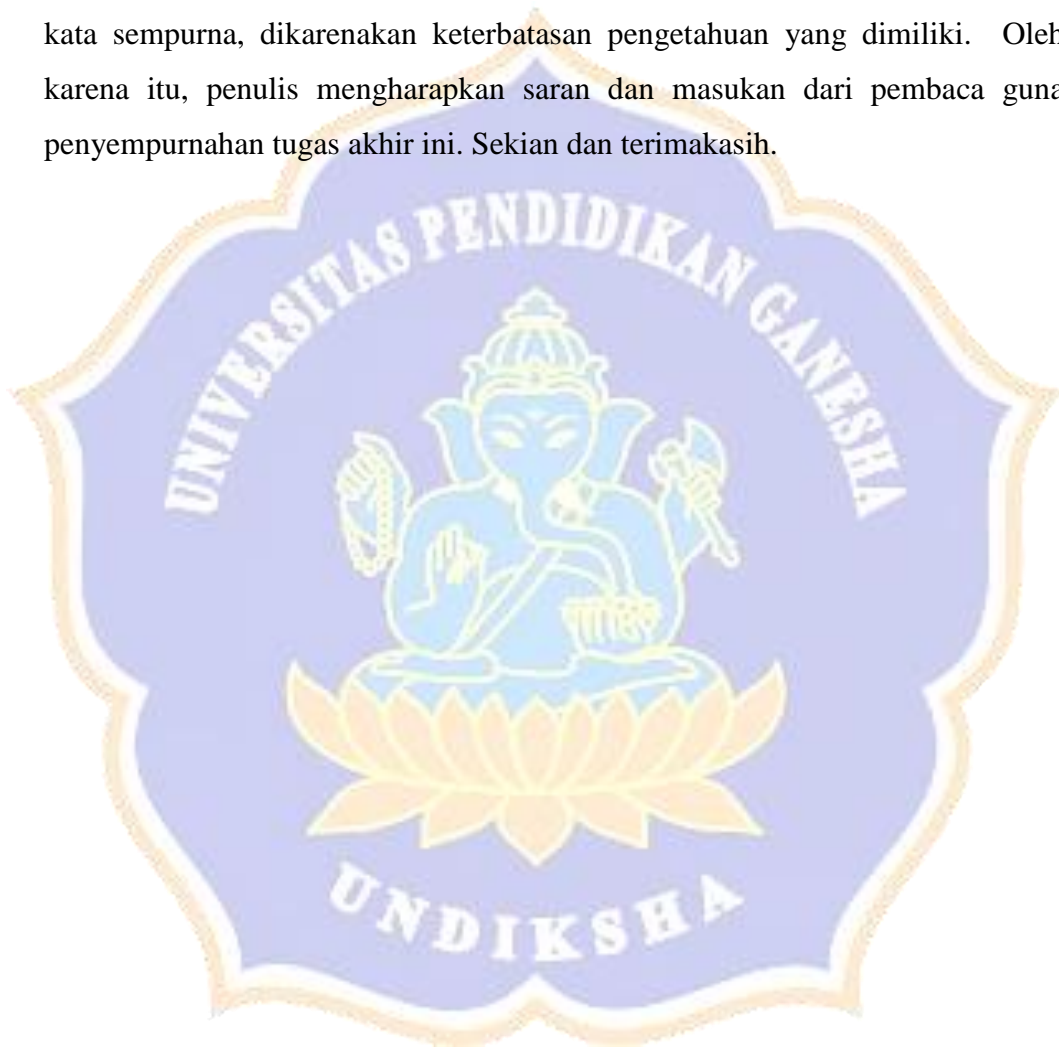 kata sempurna, dikarenakan keterbatasan pengetahuan yang dimiliki. Oleh
karena itu, penulis mengharapkan saran dan masukan dari pembaca guna
penyempurnahan tugas akhir ini. Sekian dan terimakasih.
UNIVERSITAS PENDIDIKAN GANESHA
UNDIKSHA